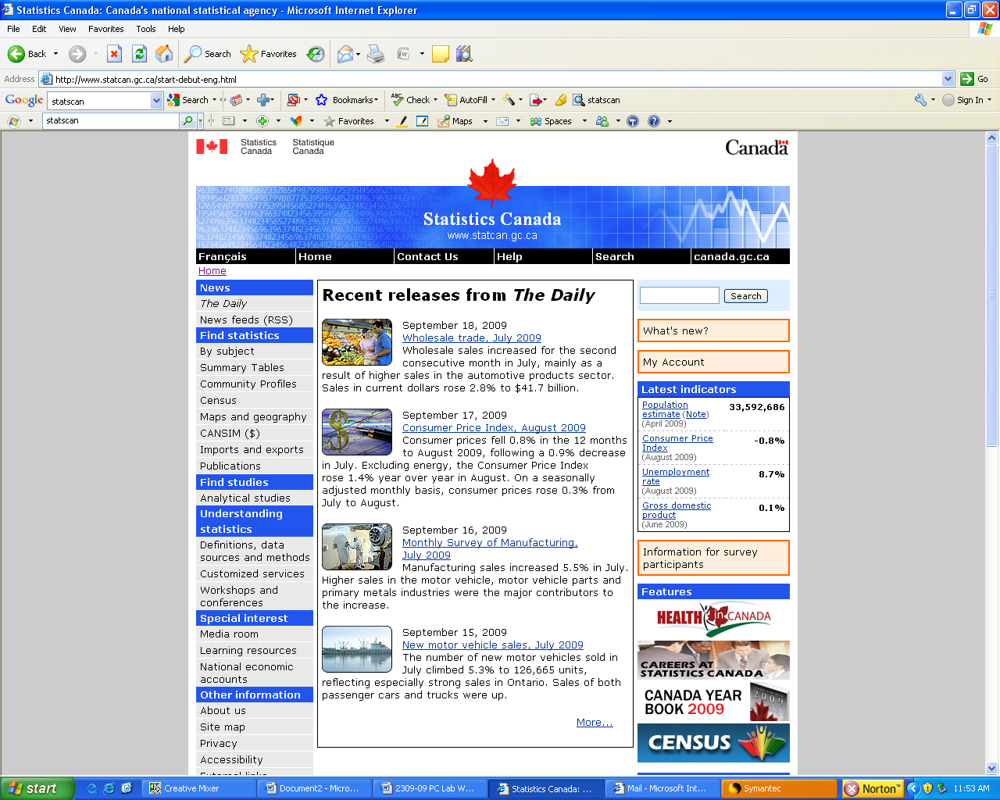 Statistics Canada: Canada's national statistical agency - Microsoft Internet Explorer
File Edit View Favorites Tools Help
Back Search Favorites
Address http://www.statcan.gc.ca/start-debut-eng.html Go
Google statscan Search Bookmarks Check AutoFill statscan Sign In
statscan Favorites Maps Spaces
Statistics Canada Statistique Canada
Canada
Statistics Canada
www.statcan.gc.ca
Français Home Contact Us Help Search canada.gc.ca
Home
News
The Daily
News feeds (RSS)
Find statistics
By subject
Summary Tables
Community Profiles
Census
Maps and geography
CANSIM ($)
Imports and exports
Publications
Find studies
Analytical studies
Understanding
statistics
Definitions, data
sources and methods
Customized services
Workshops and
conferences
Special interest
Media room
Learning resources
National economic
accounts
Other information
About us
Site map
Privacy
Accessibility
Recent releases from The Daily
September 18, 2009
Wholesale trade, July 2009
Wholesale sales increased for the second
consecutive month in July, mainly as a
result of higher sales in the automotive products sector.
Sales in current dollars rose 2.8% to $41.7 billion.
September 17, 2009
Consumer Price Index, August 2009
Consumer prices fell 0.8% in the 12 months
to August 2009, following a 0.9% decrease
in July. Excluding energy, the Consumer Price Index
rose 1.4% year over year in August. On a seasonally
adjusted monthly basis, consumer prices rose 0.3% from
July to August.
September 16, 2009
Monthly Survey of Manufacturing,
July 2009
Manufacturing sales increased 5.5% in July.
Higher sales in the motor vehicle, motor vehicle parts and
primary metals industries were the major contributors to
the increase.
September 15, 2009
New motor vehicle sales, July 2009
The number of new motor vehicles sold in
July climbed 5.3% to 126,665 units,
reflecting especially strong sales in Ontario. Sales of both
passenger cars and trucks were up.
More...
Search
What's new?
My Account
Latest indicators
Population 33,592,686
estimate (Note)
(April 2009)
Consumer Price -0.8%
Index
(August 2009)
Unemployment 8.7%
rate
(August 2009)
Gross domestic 0.1%
product
(June 2009)
Information for survey
participants
Features
HEALTH in CANADA
CAREERS AT
STATISTICS CANADA
CANADA YEAR
BOOK 2009
CENSUS
start Creative Mixer Document2 - Micro... 2309-09 PC Lab W... Statistics Canada: ... Mail - Microsoft Int... Symantec Norton™ 11:53 AM